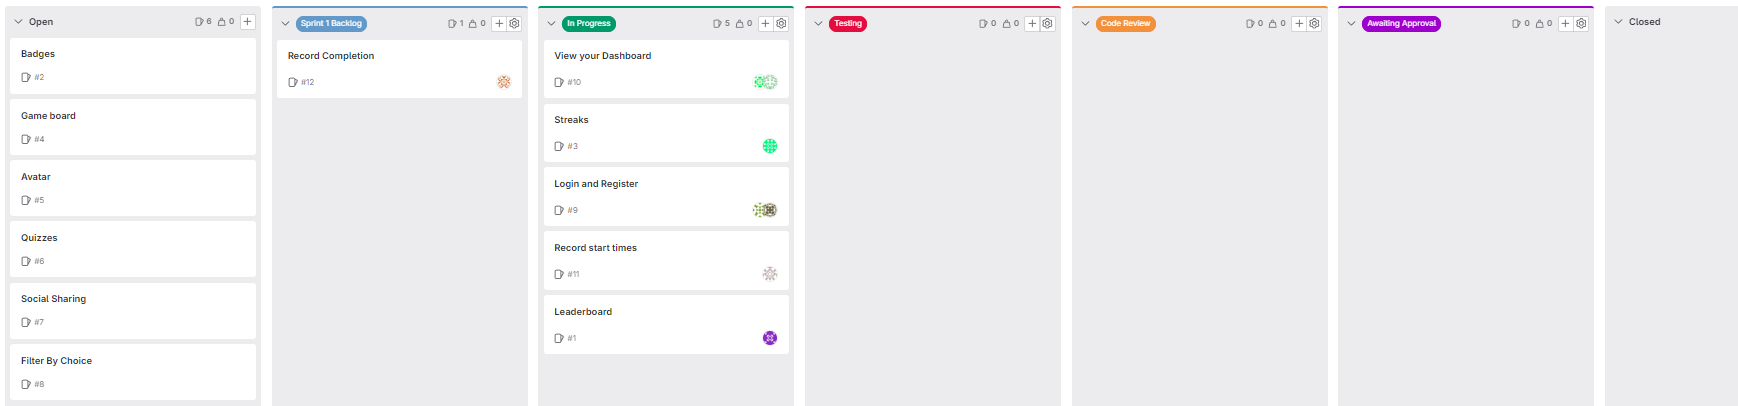 Open 6 0
Badges
#2
Game board
#4
Avatar
#5
Quizzes
#6
Social Sharing
#7
Filter By Choice
#8
Sprint 1 Backlog 1 0
Record Completion
#12
In Progress 5 0
View your Dashboard
#10
Streaks
#3
Login and Register
#9
Record start times
#11
Leaderboard
#1
Testing 0 0
Code Review 0 0
Awaiting Approval 0 0
Closed